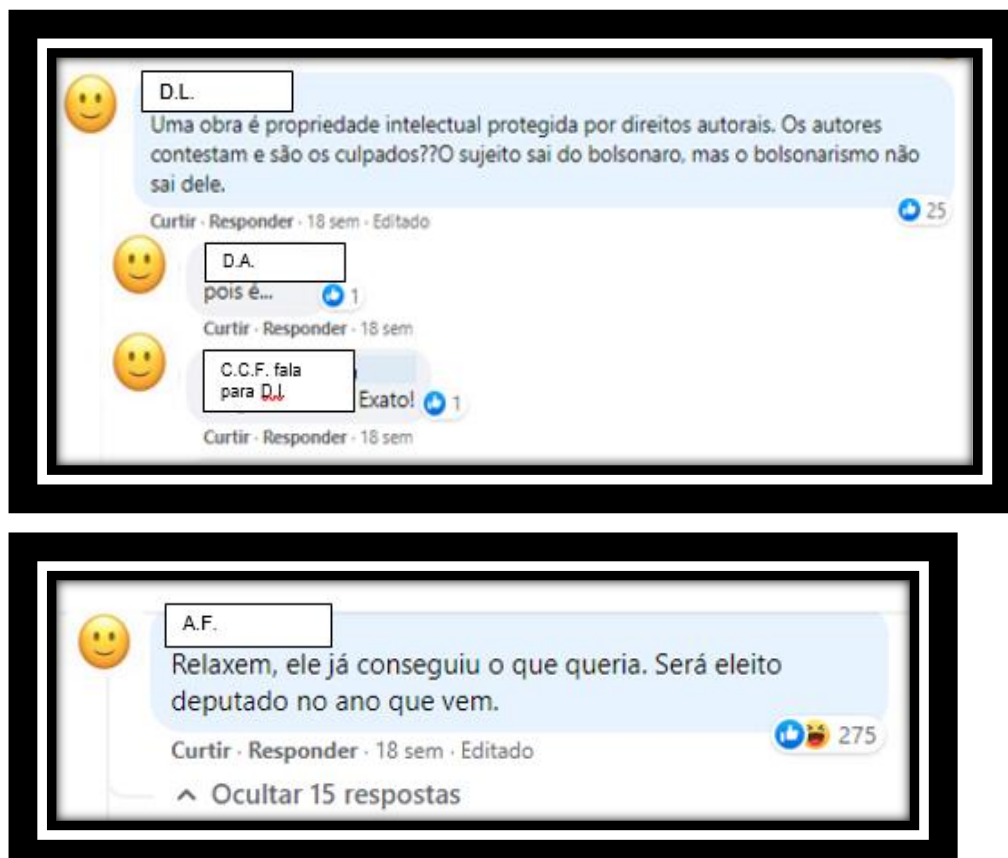 D.L.
Uma obra é propriedade intelectual protegida por direitos autorais. Os autores
contestam e são os culpados??O sujeito sai do bolsonaro, mas o bolsonarismo não
sai dele.
25
Curtir · Responder · 18 sem · Editado
D.A.
pois é...
1
Curtir · Responder · 18 sem
C.C.F. fala
para D.L
Exato!
1
Curtir · Responder · 18 sem
A.F.
Relaxem, ele já conseguiu o que queria. Será eleito
deputado no ano que vem.
275
Curtir · Responder · 18 sem · Editado
Ocultar 15 respostas